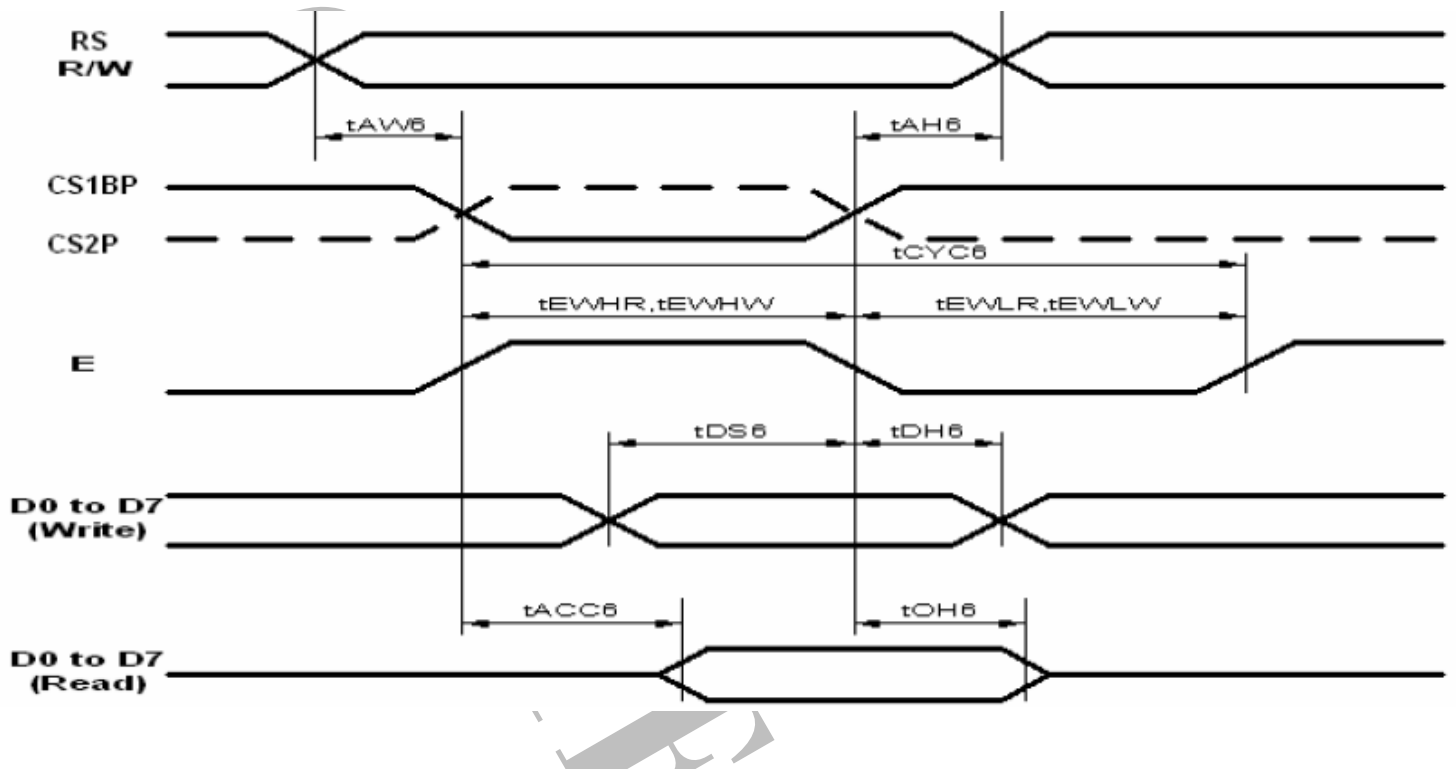 RS
R/W
tAW6
tAH6
CS1BP
CS2P
tCYC6
tEWHR,tEWHW
tEWLR,tEWLW
E
tDS6
tDH6
D0 to D7
(Write)
tACC6
tOH6
D0 to D7
(Read)